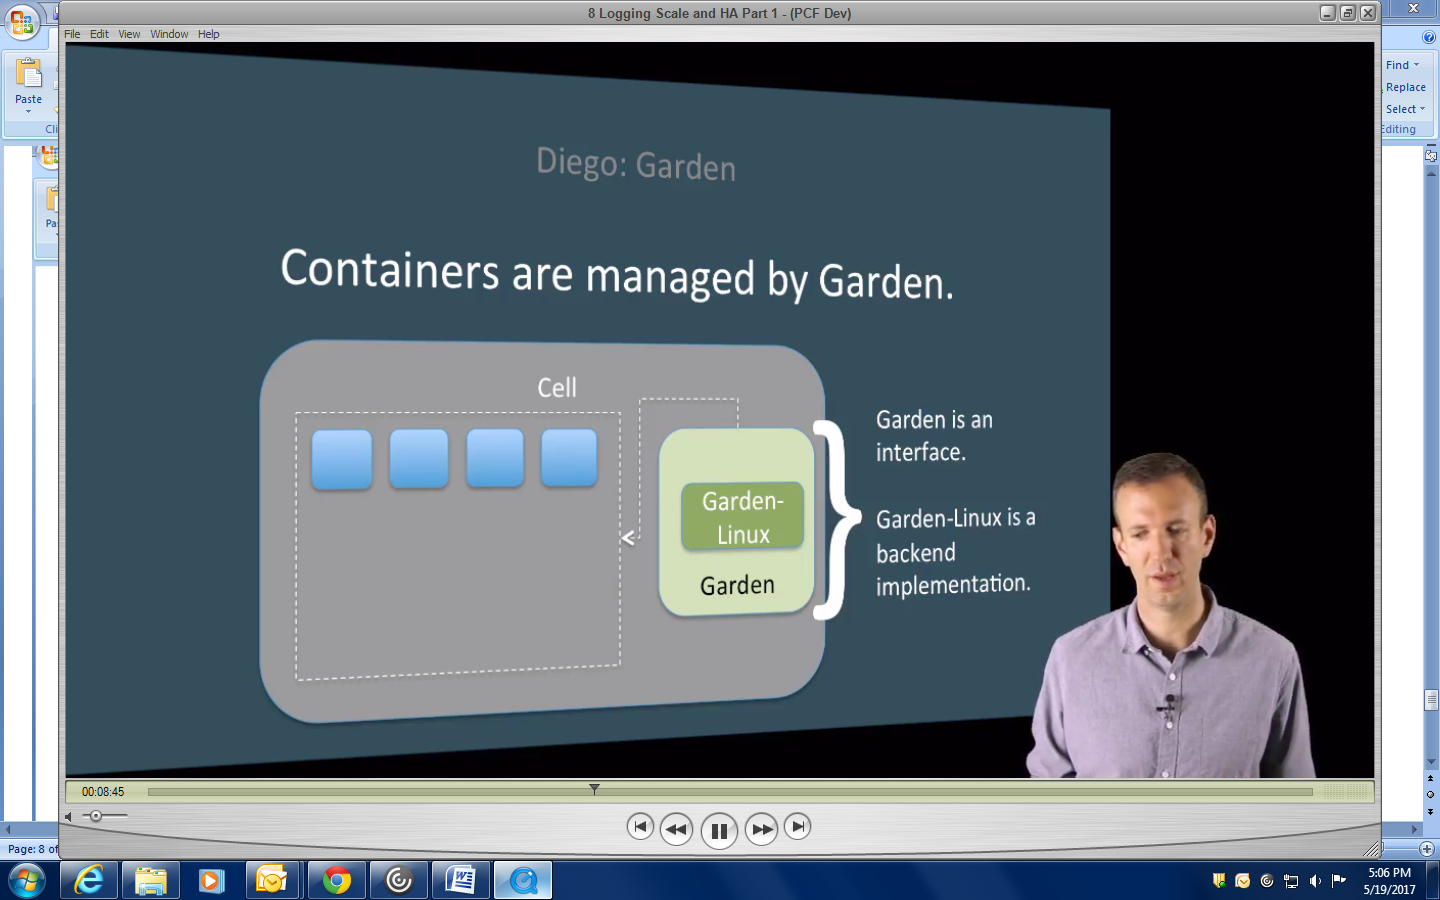 8 Logging Scale and HA Part 1 - (PCF Dev)
File Edit View Window Help
Paste
Find
Replace
Select
Editing
Diego: Garden
Containers are managed by Garden.
Cell
Garden-
Linux
Garden
Garden is an
interface.
Garden-Linux is a
backend
implementation.
00:08:45
Page: 8 of
5:06 PM
5/19/2017